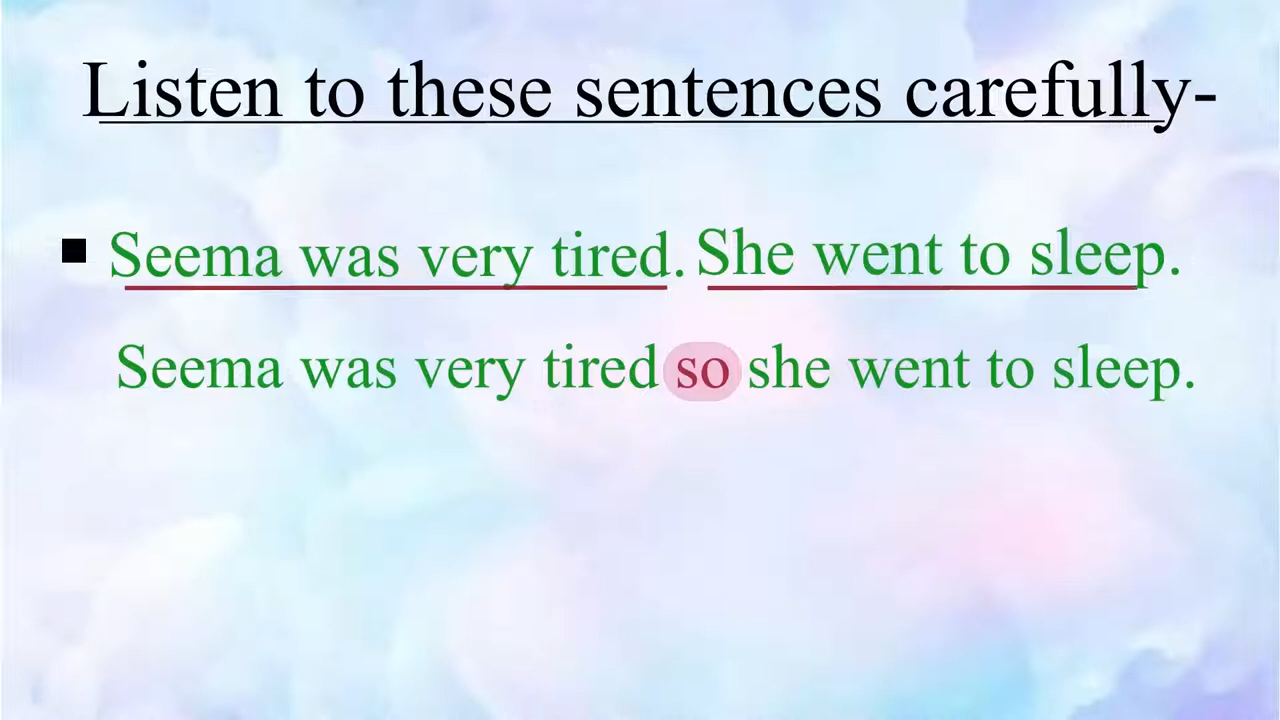 Listen to these sentences carefully-
Seema was very tired. She went to sleep.
Seema was very tired so she went to sleep.